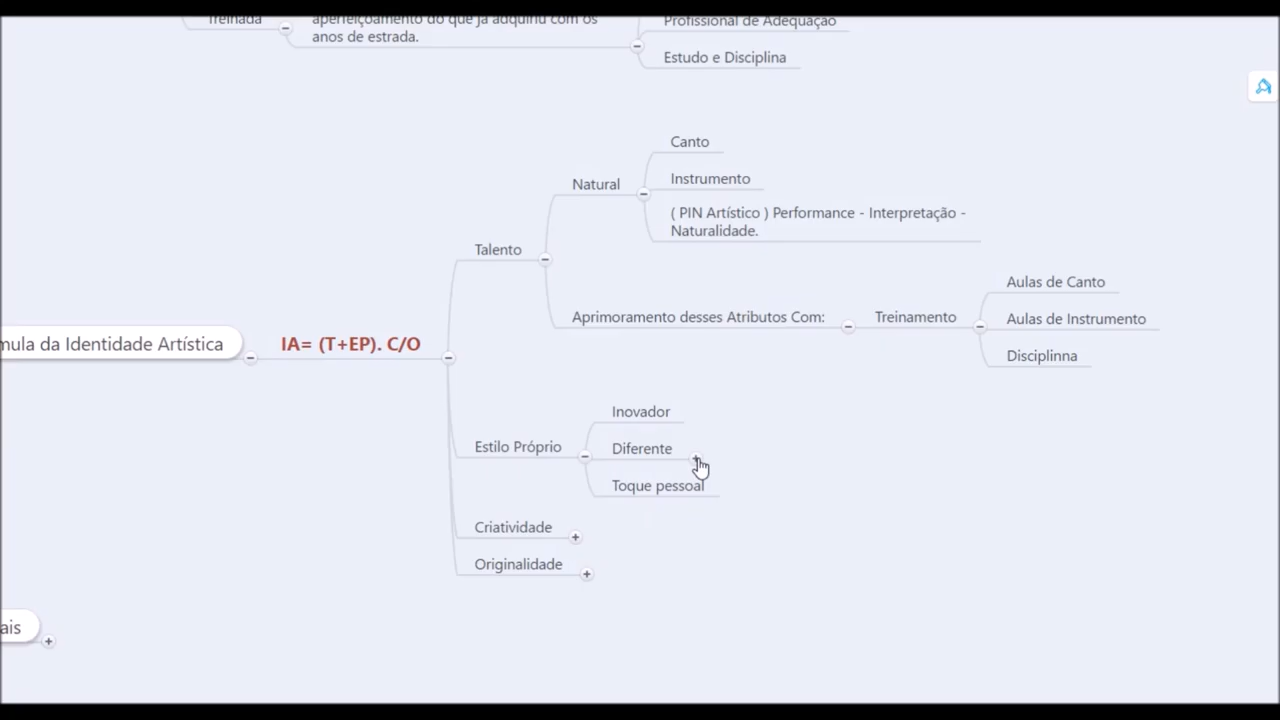 Treinada
aperfeiçoamento do que já adquiriu com os
anos de estrada.
Profissional de Adequação
Estudo e Disciplina
Canto
Instrumento
Natural
( PIN Artístico ) Performance - Interpretação -
Naturalidade.
Talento
Aulas de Canto
Aprimoramento desses Atributos Com:
Treinamento
Aulas de Instrumento
Disciplinna
mula da Identidade Artística
IA= (T+EP). C/O
Inovador
Estilo Próprio
Diferente
Toque pessoal
Criatividade
Originalidade
ais